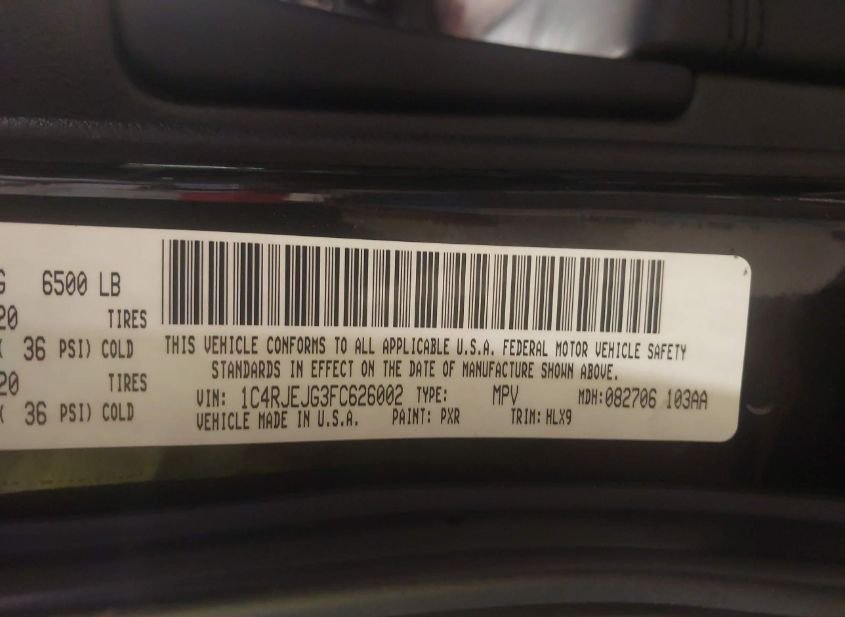 G 6500 LB
20 TIRES
( 36 PSI) COLD
20 TIRES
( 36 PSI) COLD
THIS VEHICLE CONFORMS TO ALL APPLICABLE U.S.A. FEDERAL MOTOR VEHICLE SAFETY
STANDARDS IN EFFECT ON THE DATE OF MANUFACTURE SHOWN ABOVE.
VIN: 1C4RJEJG3FC626002 TYPE: MPV MDH:082706 103AA
VEHICLE MADE IN U.S.A. PAINT: PXR TRIM: HLX9